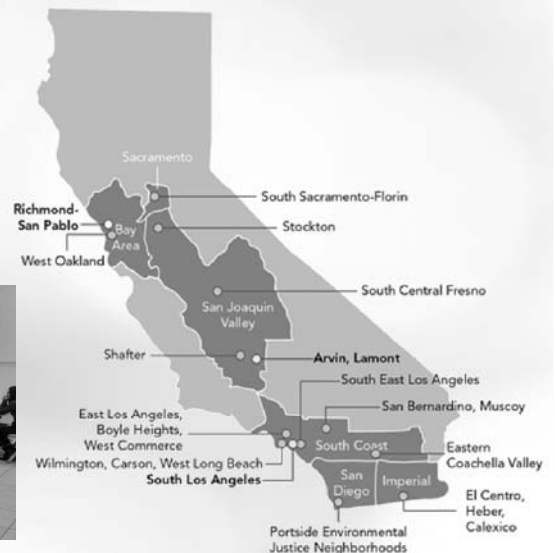 Sacramento
South Sacramento-Florin
Richmond-
San Pablo
Bay
Area
Stockton
West Oakland
South Central Fresno
San Joaquin
Valley
Shafter
Arvin, Lamont
South East Los Angeles
East Los Angeles,
Boyle Heights,
West Commerce
San Bernardino, Muscoy
South Coast
Wilmington, Carson, West Long Beach
Eastern
Coachella Valley
South Los Angeles
San
Diego
Imperial
El Centro,
Heber,
Calexico
Portside Environmental
Justice Neighborhoods